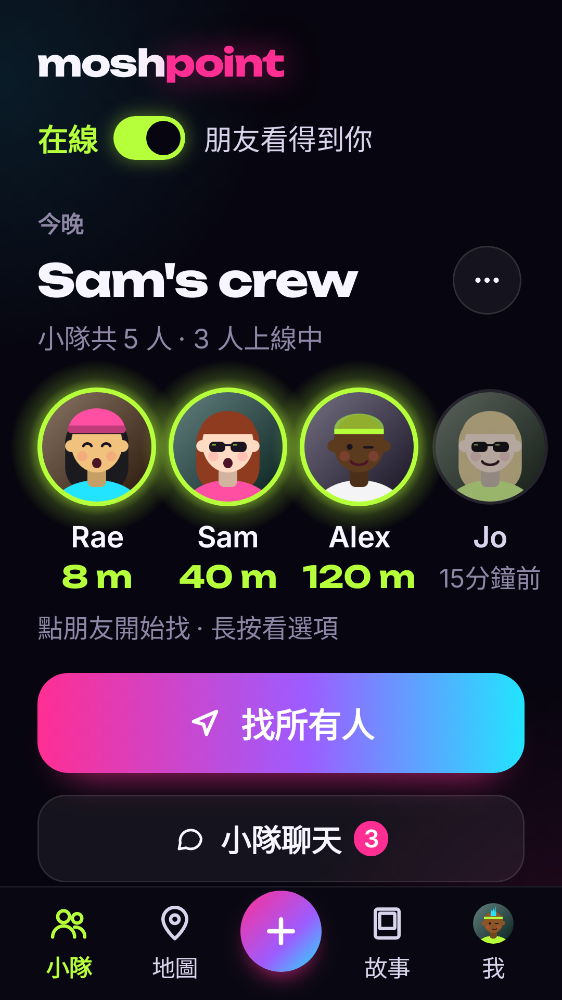 moshpoint
在線 朋友看得到你
今晚
Sam's crew
小隊共 5 人 · 3 人上線中
Rae Sam Alex Jo
8 m 40 m 120 m 15分鐘前
點朋友開始找 · 長按看選項
找所有人
小隊聊天 3
小隊 地圖 故事 我